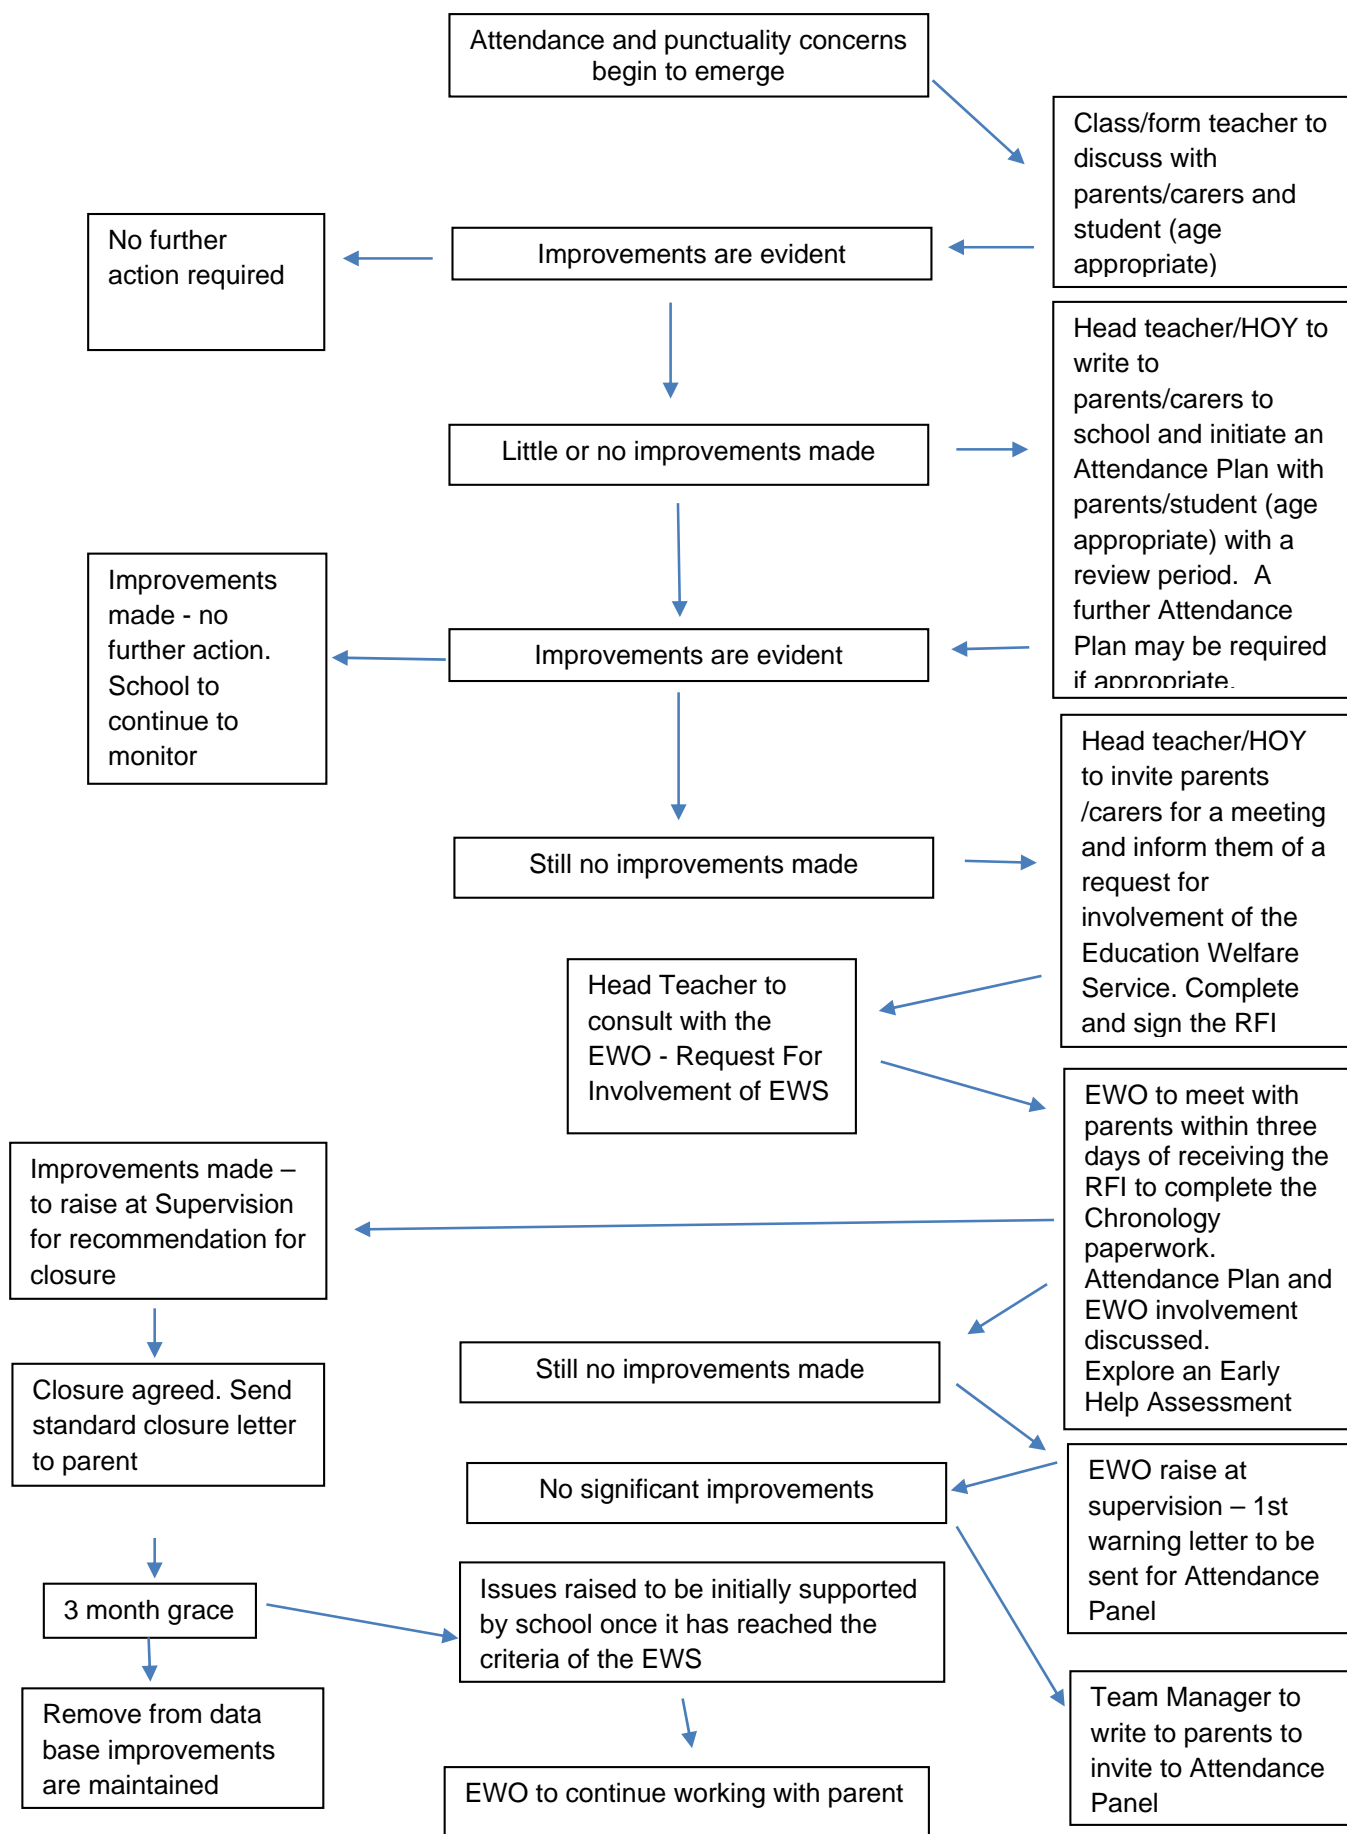 Attendance and punctuality concerns
begin to emerge
Class/form teacher to
discuss with
parents/carers and
student (age
appropriate)
No further
action required
Improvements are evident
Head teacher/HOY to
write to
parents/carers to
school and initiate an
Attendance Plan with
parents/student (age
appropriate) with a
review period.  A
further Attendance
Plan may be required
if appropriate.
Little or no improvements made
Improvements
made - no
further action.
School to
continue to
monitor
Improvements are evident
Head teacher/HOY
to invite parents
/carers for a meeting
and inform them of a
request for
involvement of the
Education Welfare
Service. Complete
and sign the RFI
Still no improvements made
Head Teacher to
consult with the
EWO - Request For
Involvement of EWS
EWO to meet with
parents within three
days of receiving the
RFI to complete the
Chronology
paperwork.
Attendance Plan and
EWO involvement
discussed.
Explore an Early
Help Assessment
Improvements made –
to raise at Supervision
for recommendation for
closure
Still no improvements made
Closure agreed. Send
standard closure letter
to parent
EWO raise at
supervision – 1st
warning letter to be
sent for Attendance
Panel
No significant improvements
3 month grace
Issues raised to be initially supported
by school once it has reached the
criteria of the EWS
Team Manager to
write to parents to
invite to Attendance
Panel
Remove from data
base improvements
are maintained
EWO to continue working with parent